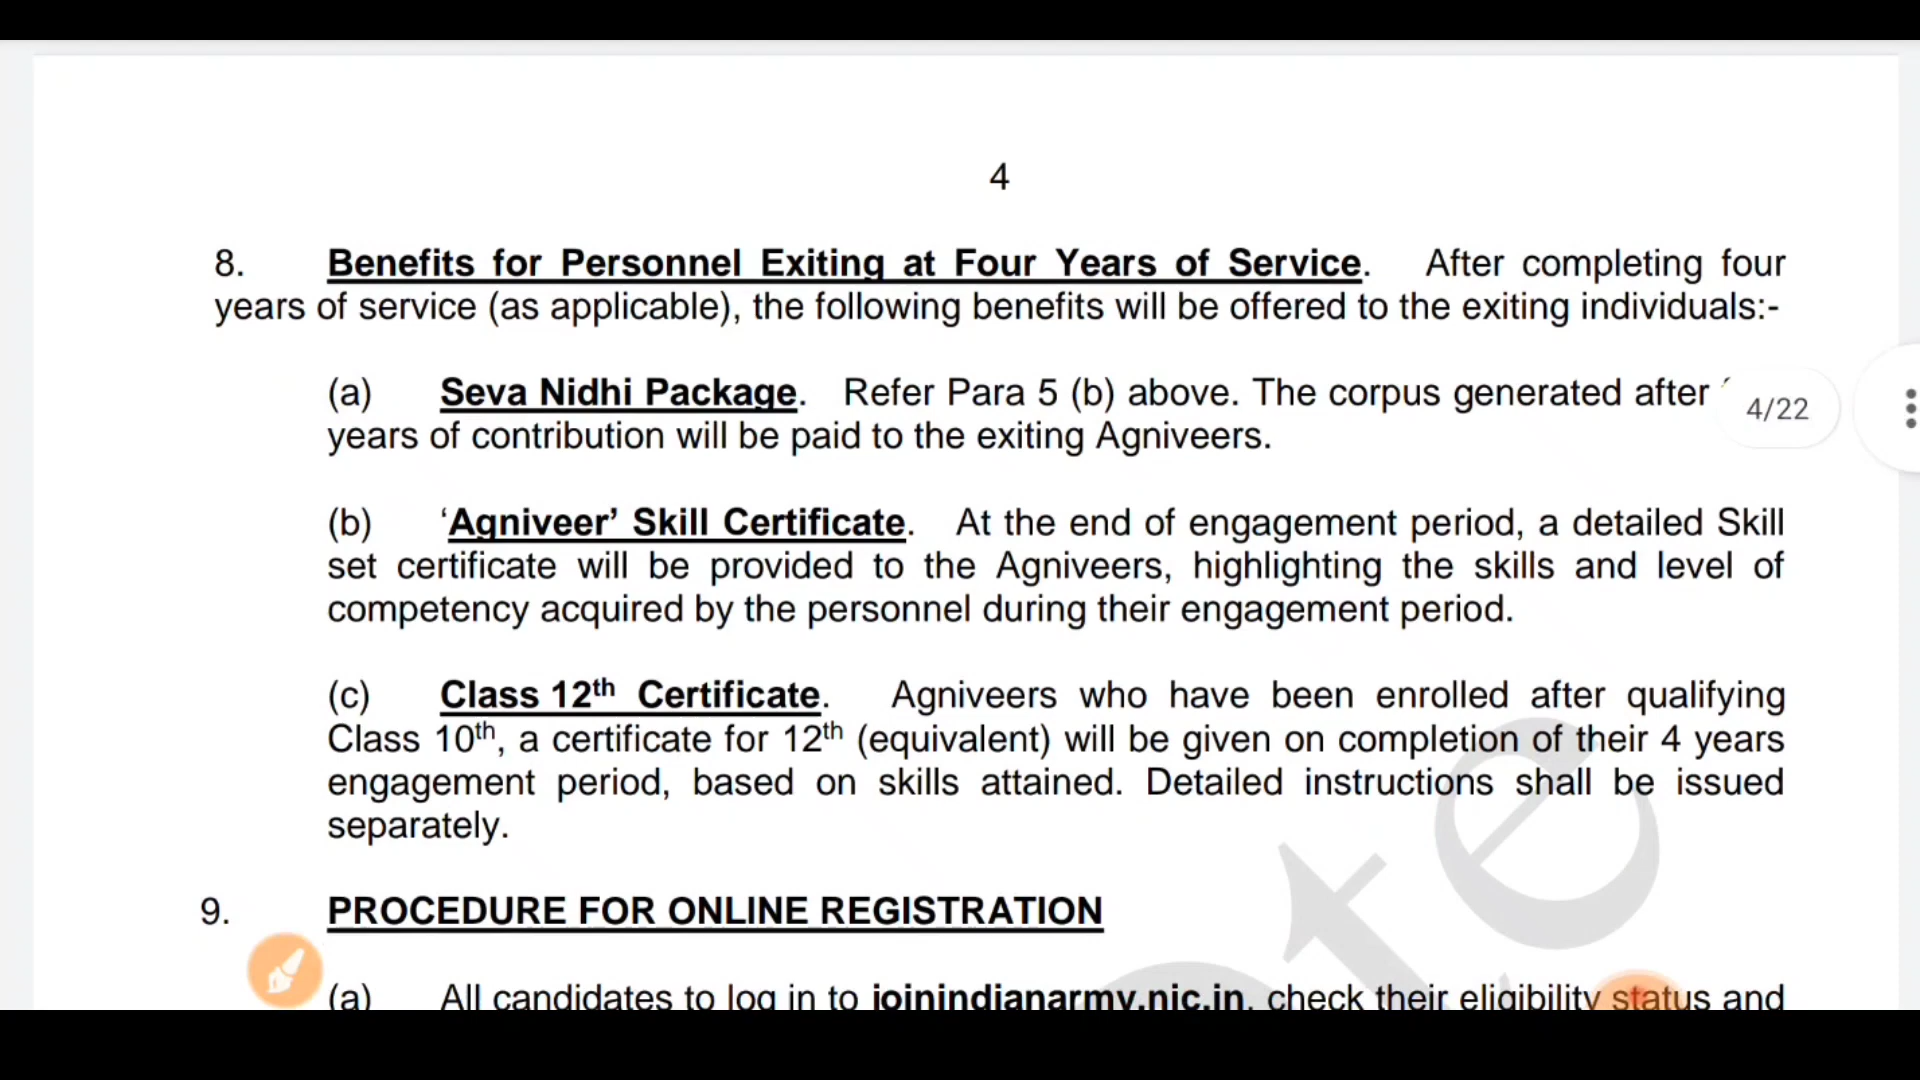 4
8. Benefits for Personnel Exiting at Four Years of Service. After completing four
years of service (as applicable), the following benefits will be offered to the exiting individuals:-
(a) Seva Nidhi Package. Refer Para 5 (b) above. The corpus generated after
4/22
years of contribution will be paid to the exiting Agniveers.
(b) ‘Agniveer’ Skill Certificate. At the end of engagement period, a detailed Skill
set certificate will be provided to the Agniveers, highlighting the skills and level of
competency acquired by the personnel during their engagement period.
(c) Class 12th Certificate. Agniveers who have been enrolled after qualifying
Class 10th, a certificate for 12th (equivalent) will be given on completion of their 4 years
engagement period, based on skills attained. Detailed instructions shall be issued
separately.
9. PROCEDURE FOR ONLINE REGISTRATION
(a) All candidates to log in to joinindianarmy.nic.in, check their eligibility status and